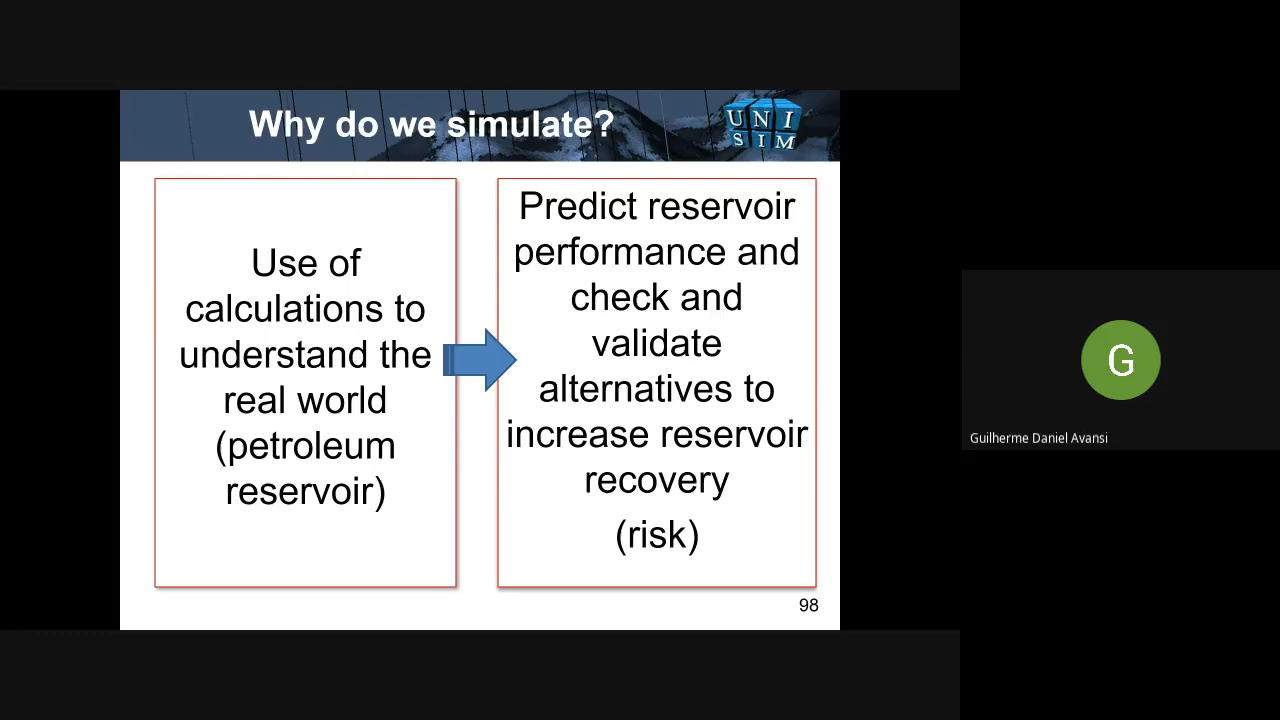 Why do we simulate?
UNI
SIM
Use of
calculations to
understand the
real world
(petroleum
reservoir)
Predict reservoir
performance and
check and
validate
alternatives to
increase reservoir
recovery
(risk)
98
G
Guilherme Daniel Avansi